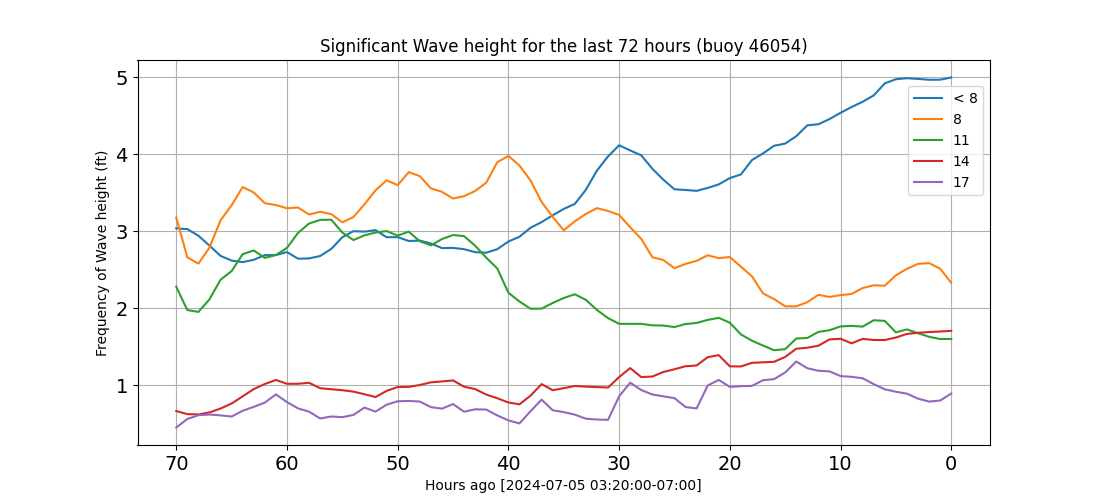 Significant Wave height for the last 72 hours (buoy 46054)
Frequency of Wave height (ft)
5
4
3
2
1
< 8
8
11
14
17
70 60 50 40 30 20 10 0
Hours ago [2024-07-05 03:20:00-07:00]